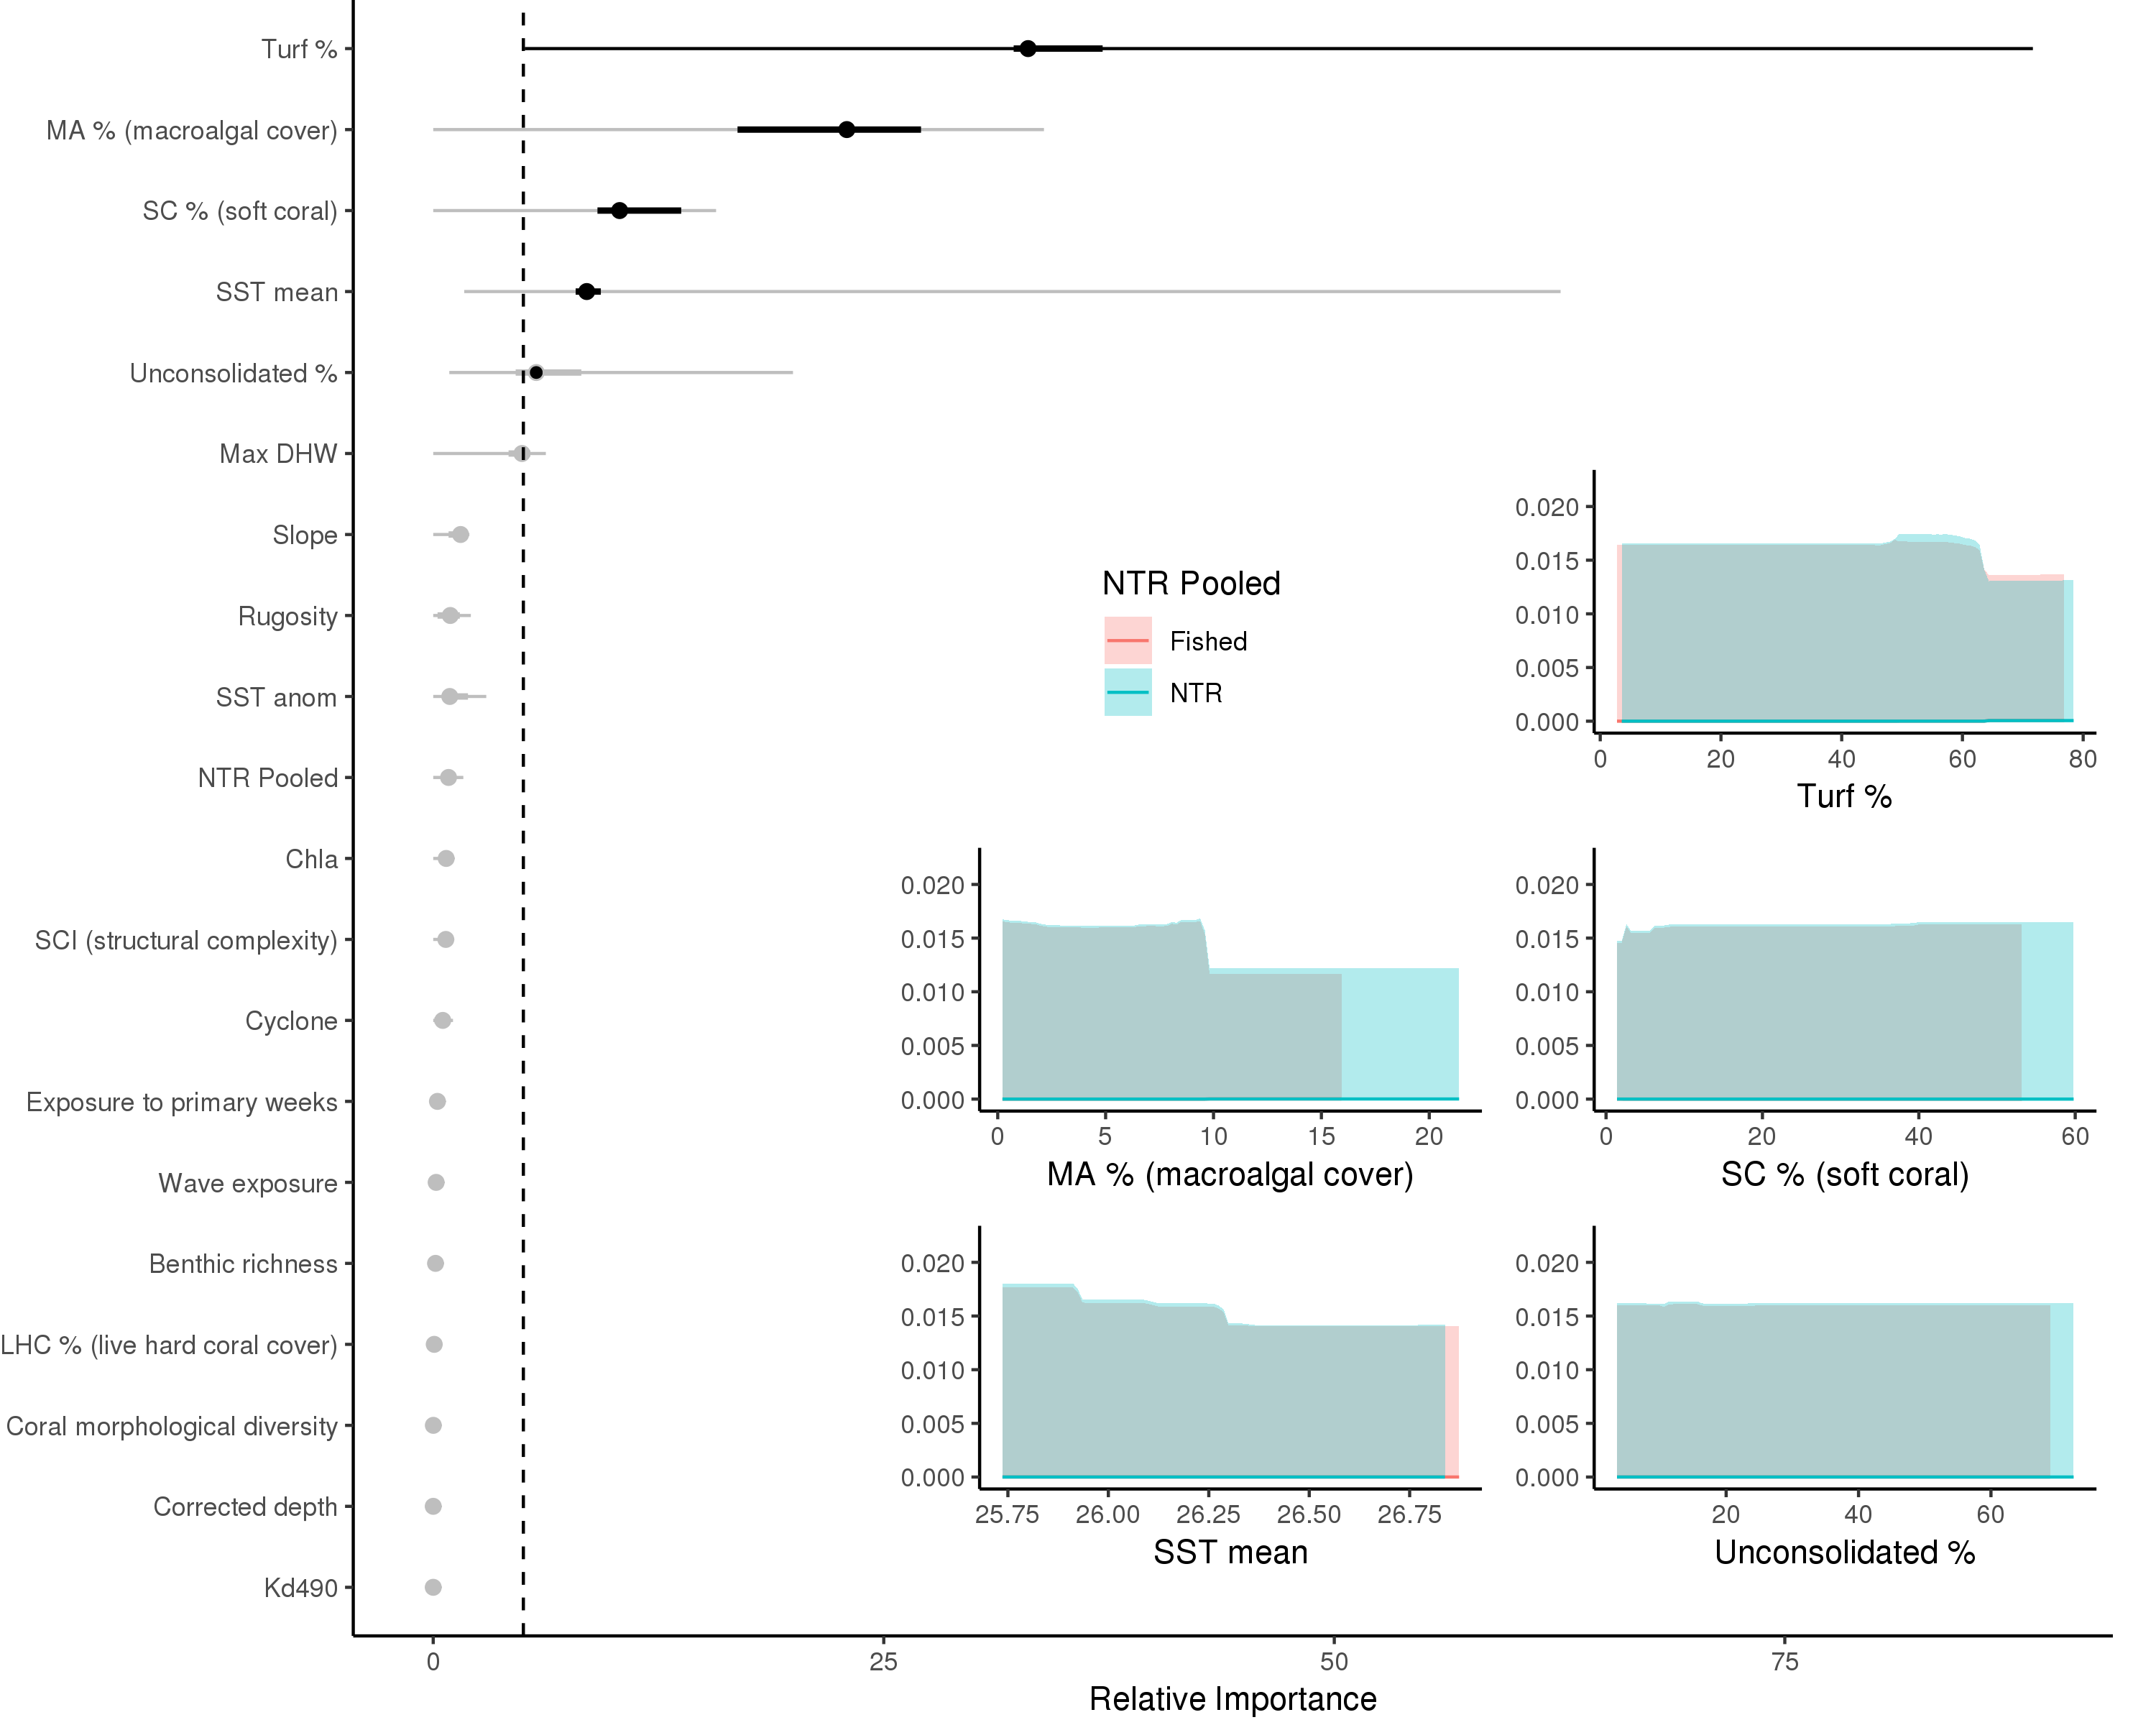 Turf %
MA % (macroalgal cover)
SC % (soft coral)
SST mean
Unconsolidated %
Max DHW
Slope
Rugosity
SST anom
NTR Pooled
Chla
SCI (structural complexity)
Cyclone
Exposure to primary weeks
Wave exposure
Benthic richness
LHC % (live hard coral cover)
Coral morphological diversity
Corrected depth
Kd490
0 25 50 75
Relative Importance
NTR Pooled
Fished
NTR
0.020
0.015
0.010
0.005
0.000
0 20 40 60 80
Turf %
0.020
0.015
0.010
0.005
0.000
0 5 10 15 20
MA % (macroalgal cover)
0.020
0.015
0.010
0.005
0.000
0 20 40 60
SC % (soft coral)
0.020
0.015
0.010
0.005
0.000
25.75 26.00 26.25 26.50 26.75
SST mean
0.020
0.015
0.010
0.005
0.000
20 40 60
Unconsolidated %